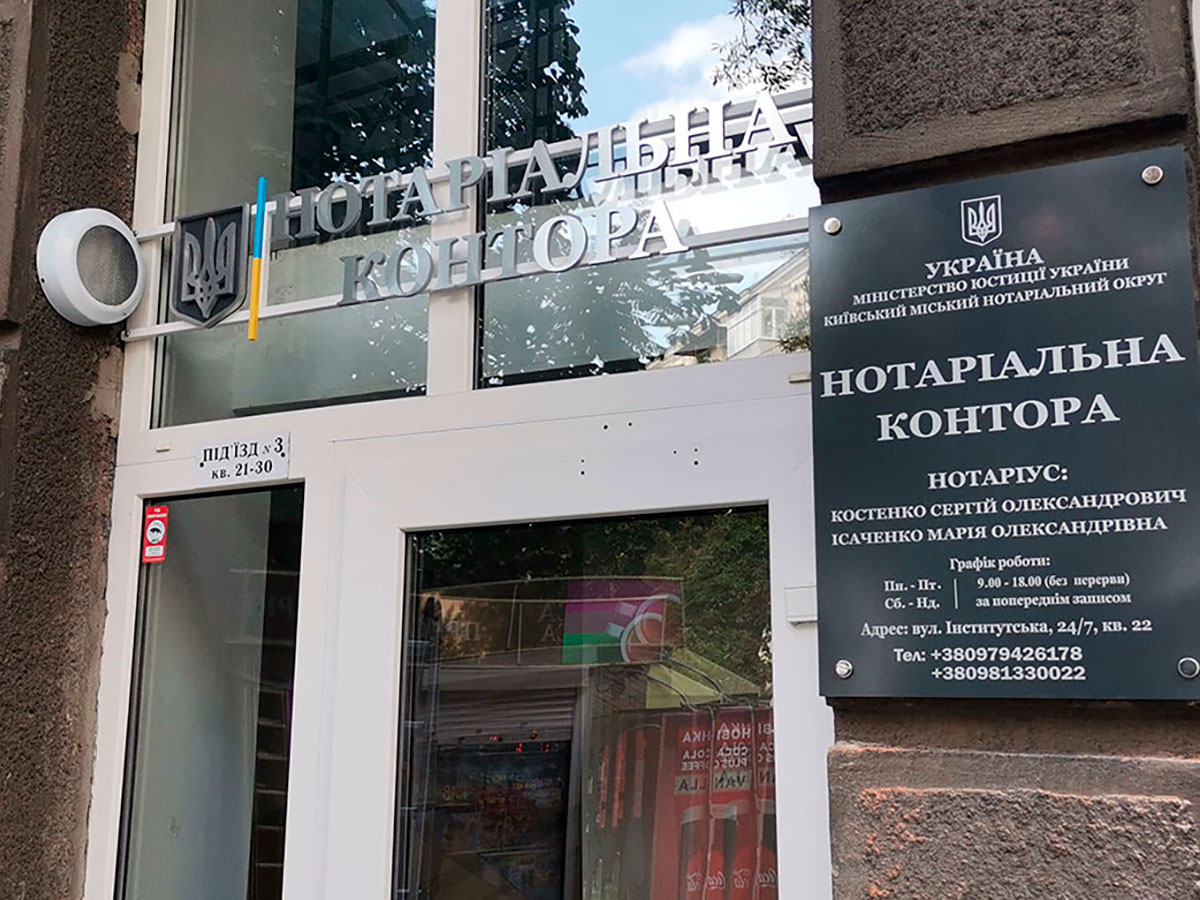 НОТАРІАЛЬНА
КОНТОРА
ПІД'ЇЗД № 3
КВ. 21-30
УКРАЇНА
МІНІСТЕРСТВО ЮСТИЦІЇ УКРАЇНИ
КИЇВСЬКИЙ МІСЬКИЙ НОТАРІАЛЬНИЙ ОКРУГ
НОТАРІАЛЬНА
КОНТОРА
НОТАРІУС:
КОСТЕНКО СЕРГІЙ ОЛЕКСАНДРОВИЧ
ІСАЧЕНКО МАРІЯ ОЛЕКСАНДРІВНА
Графік роботи:
Пн. - Пт. 9.00 - 18.00 (без перерви)
Сб. - Нд. за попереднім записом
Адрес: вул. Інститутська, 24/7, кв. 22
Тел: +380979426178
+380981330022